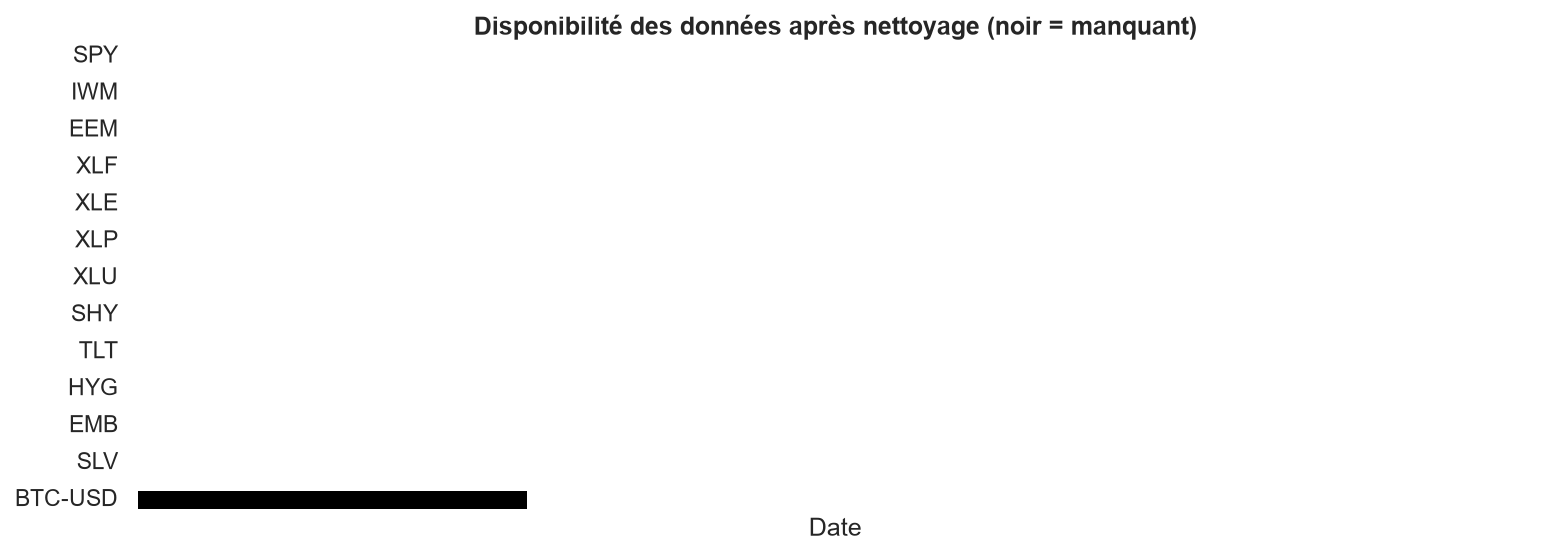 Disponibilité des données après nettoyage (noir = manquant)
SPY
IWM
EEM
XLF
XLE
XLP
XLU
SHY
TLT
HYG
EMB
SLV
BTC-USD
Date